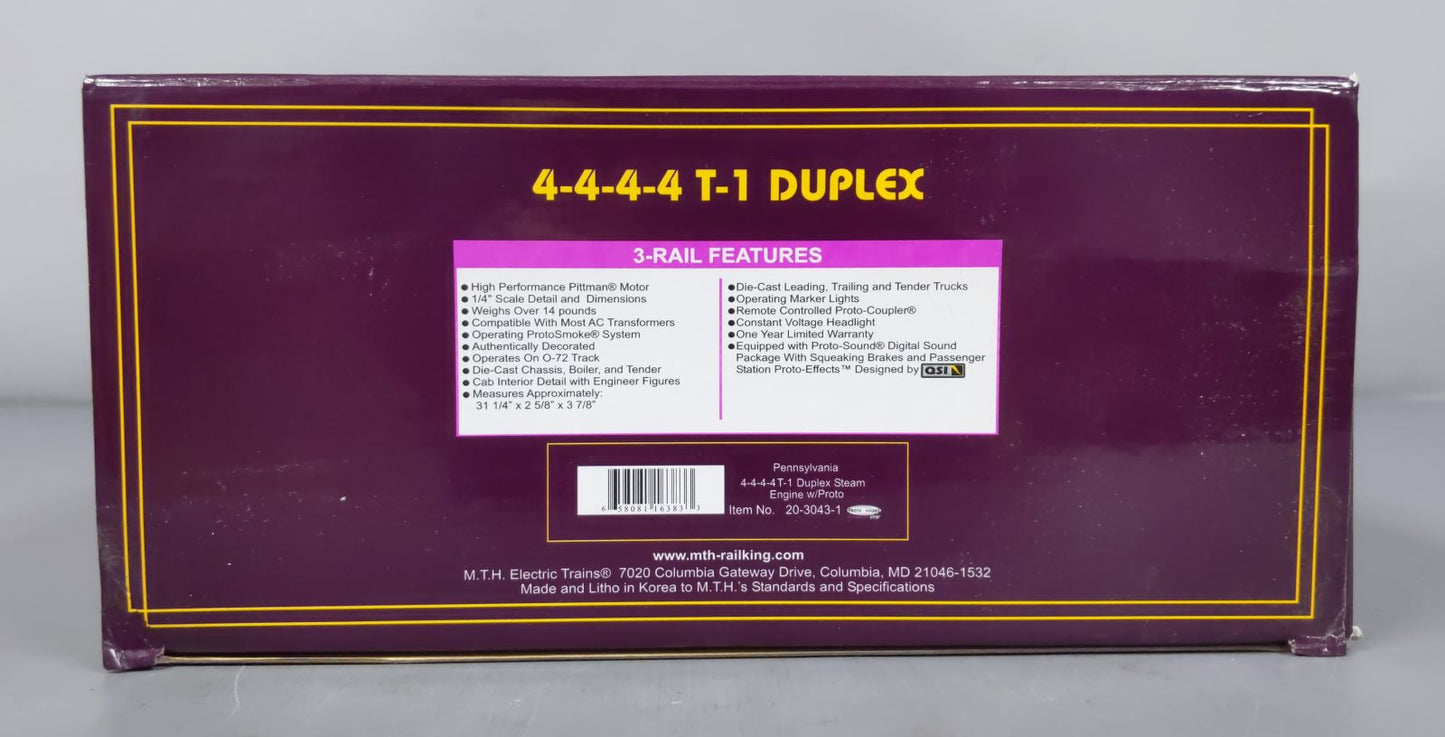 4-4-4-4 T-1 DUPLEX
3-RAIL FEATURES
● High Performance Pittman® Motor
● 1/4" Scale Detail and Dimensions
● Weighs Over 14 pounds
● Compatible With Most AC Transformers
● Operating ProtoSmoke® System
● Authentically Decorated
● Operates On O-72 Track
● Die-Cast Chassis, Boiler, and Tender
● Cab Interior Detail with Engineer Figures
● Measures Approximately:
31 1/4" x 2 5/8" x 3 7/8"
● Die-Cast Leading, Trailing and Tender Trucks
● Operating Marker Lights
● Remote Controlled Proto-Coupler®
● Constant Voltage Headlight
● One Year Limited Warranty
● Equipped with Proto-Sound® Digital Sound
Package With Squeaking Brakes and Passenger
Station Proto-Effects™ Designed by QSI
6 58081 16383 3
Pennsylvania
4-4-4-4 T-1 Duplex Steam
Engine w/Proto
Item No. 20-3043-1
www.mth-railking.com
M.T.H. Electric Trains® 7020 Columbia Gateway Drive, Columbia, MD 21046-1532
Made and Litho in Korea to M.T.H.'s Standards and Specifications